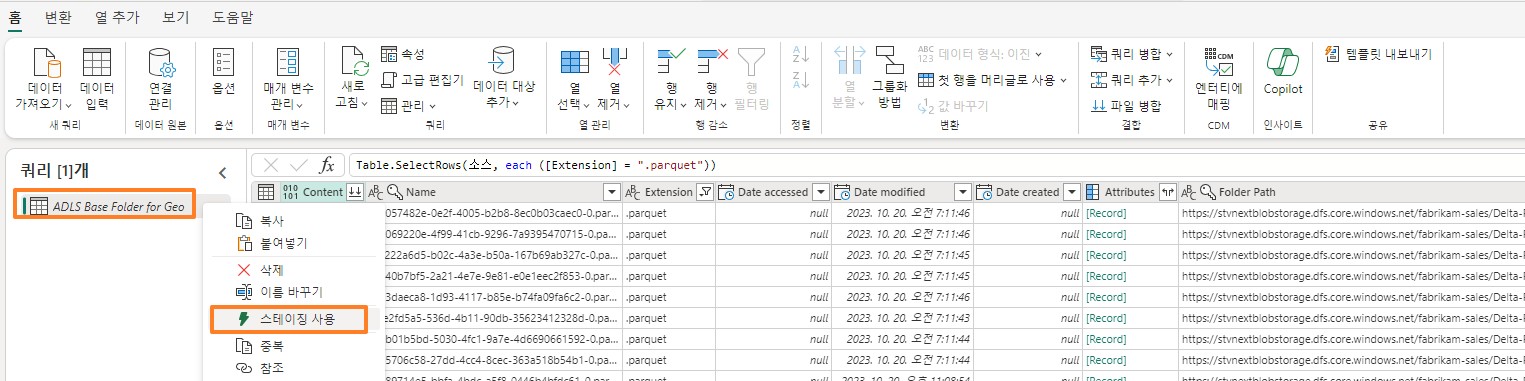 홈 변환 열 추가 보기 도움말
데이터 가져오기
데이터 입력
새 쿼리
연결 관리
데이터 원본
옵션
옵션
매개 변수 관리
매개 변수
새로 고침
속성
고급 편집기
관리
데이터 대상 추가
쿼리
열 선택
열 제거
열 관리
행 유지
행 제거
행 필터링
행 감소
정렬
열 분할
그룹화 방법
데이터 형식: 이진
첫 행을 머리글로 사용
값 바꾸기
변환
쿼리 병합
쿼리 추가
파일 병합
결합
CDM
엔터티에 매핑
CDM
Copilot
인사이트
템플릿 내보내기
공유
쿼리 [1]개
ADLS Base Folder for Geo
복사
붙여넣기
삭제
이름 바꾸기
스테이징 사용
중복
참조
fx Table.SelectRows(소스, each ([Extension] = ".parquet"))
Content Name Extension Date accessed Date modified Date created Attributes Folder Path
057482e-0e2f-4005-b2b8-8ec0b03caec0-0.par... .parquet null 2023. 10. 20. 오전 7:11:46 null [Record] https://stvnextblobstorage.dfs.core.windows.net/fabrikam-sales/Delta-
069220e-4f99-41cb-9296-7a9395470715-0.pa... .parquet null 2023. 10. 20. 오전 7:11:46 null [Record] https://stvnextblobstorage.dfs.core.windows.net/fabrikam-sales/Delta-
222a6d5-b02c-4a3e-b50a-167b69ab327c-0.... .parquet null 2023. 10. 20. 오전 7:11:45 null [Record] https://stvnextblobstorage.dfs.core.windows.net/fabrikam-sales/Delta-
40b7bf5-2a21-4e7e-9e81-e0e1eec2f853-0.par... .parquet null 2023. 10. 20. 오전 7:11:45 null [Record] https://stvnextblobstorage.dfs.core.windows.net/fabrikam-sales/Delta-
3daeca8-1d93-4117-b85e-b74fa09fa6c2-0.par... .parquet null 2023. 10. 20. 오전 7:11:46 null [Record] https://stvnextblobstorage.dfs.core.windows.net/fabrikam-sales/Delta-
e2fd5a5-536d-4b11-90db-35623412328d-0.par... .parquet null 2023. 10. 20. 오전 7:11:43 null [Record] https://stvnextblobstorage.dfs.core.windows.net/fabrikam-sales/Delta-
b01b5bd-5030-4fc1-9a7e-4d6690661592-0.p... .parquet null 2023. 10. 20. 오전 7:11:44 null [Record] https://stvnextblobstorage.dfs.core.windows.net/fabrikam-sales/Delta-
5706c58-27dd-4cc4-8cec-363a518b54b1-0.pa... .parquet null 2023. 10. 20. 오전 7:11:44 null [Record] https://stvnextblobstorage.dfs.core.windows.net/fabrikam-sales/Delta-